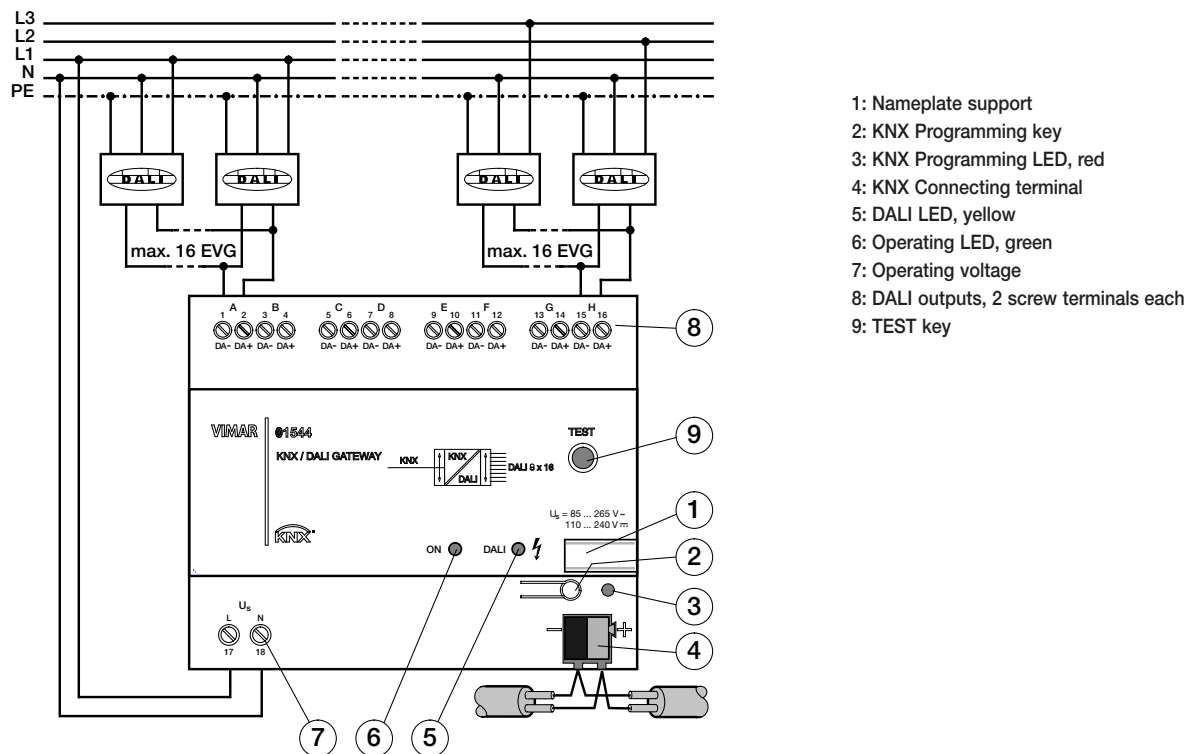 L3
L2
L1
N
PE
DALI DALI DALI DALI
max. 16 EVG max. 16 EVG
A B C D E F G H
1 2 3 4 5 6 7 8 9 10 11 12 13 14 15 16
DA- DA+ DA- DA+ DA- DA+ DA- DA+ DA- DA+ DA- DA+ DA- DA+ DA- DA+
8
VIMAR 01544
KNX / DALI GATEWAY
KNX
KNX
DALI
DALI 8 x 16
TEST
9
Us = 85 ... 265 V~
110 ... 240 V
KNX
ON
DALI
1
2
3
Us
L N
17 18
- +
4
7 6 5
1: Nameplate support
2: KNX Programming key
3: KNX Programming LED, red
4: KNX Connecting terminal
5: DALI LED, yellow
6: Operating LED, green
7: Operating voltage
8: DALI outputs, 2 screw terminals each
9: TEST key